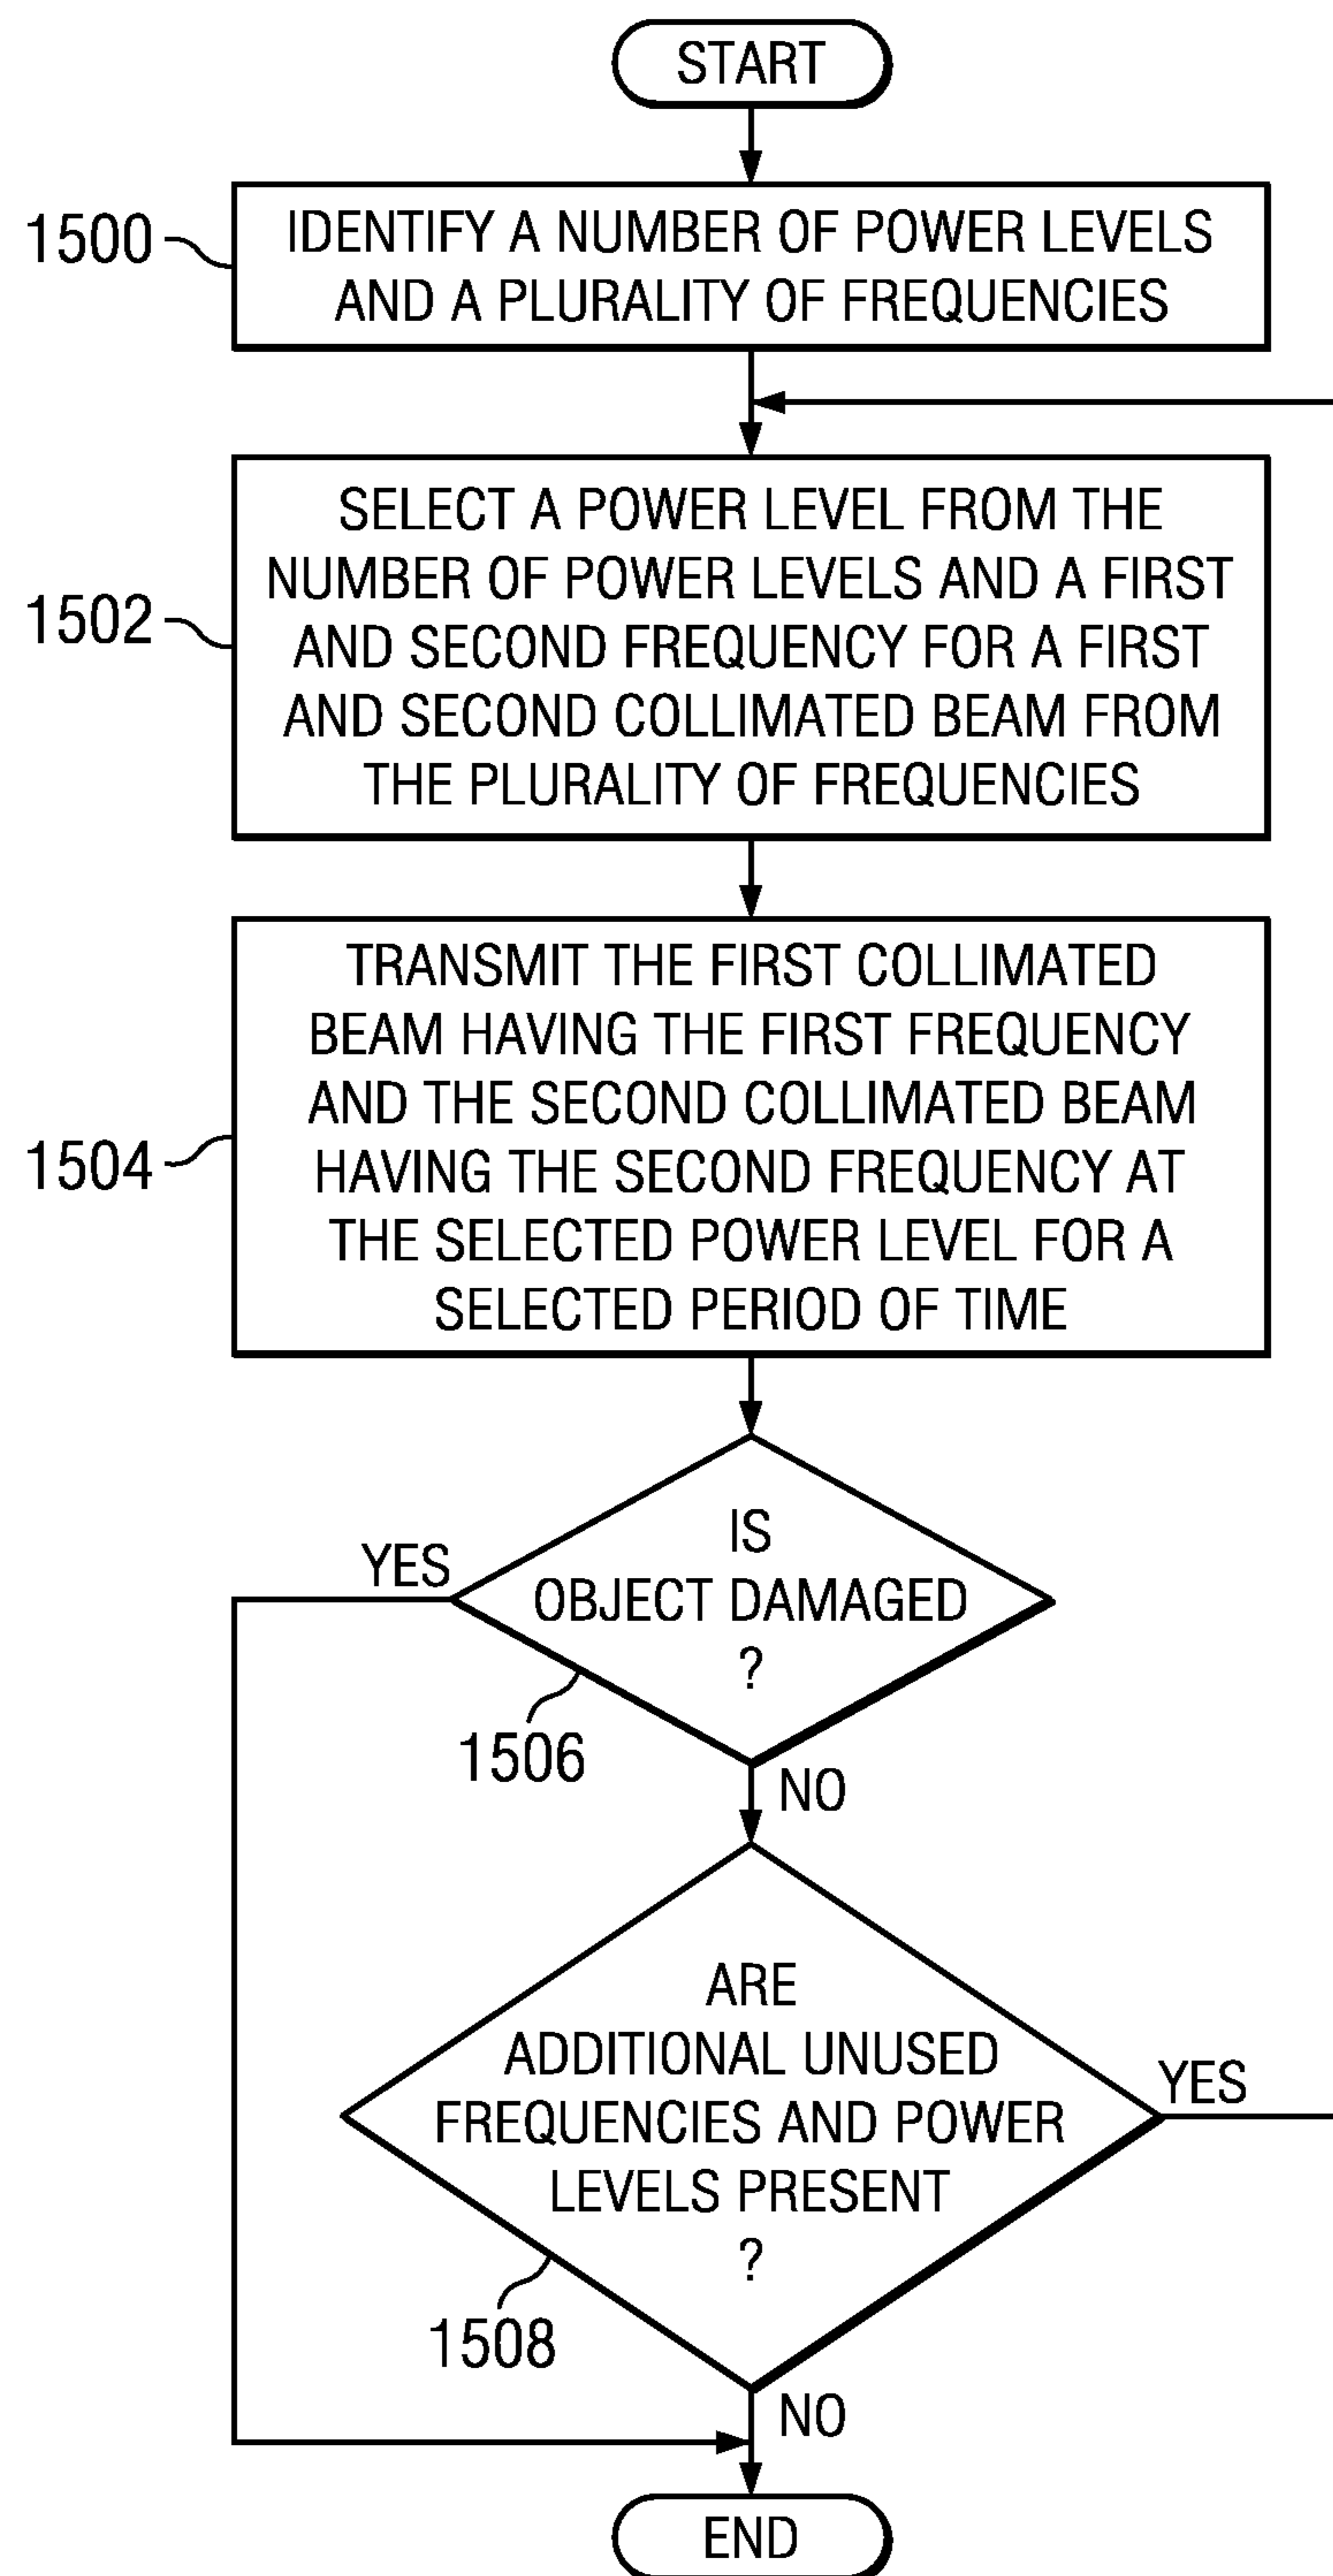 START
1500
IDENTIFY A NUMBER OF POWER LEVELS
AND A PLURALITY OF FREQUENCIES
1502
SELECT A POWER LEVEL FROM THE
NUMBER OF POWER LEVELS AND A FIRST
AND SECOND FREQUENCY FOR A FIRST
AND SECOND COLLIMATED BEAM FROM
THE PLURALITY OF FREQUENCIES
1504
TRANSMIT THE FIRST COLLIMATED
BEAM HAVING THE FIRST FREQUENCY
AND THE SECOND COLLIMATED BEAM
HAVING THE SECOND FREQUENCY AT
THE SELECTED POWER LEVEL FOR A
SELECTED PERIOD OF TIME
YES
IS
OBJECT DAMAGED
?
1506
NO
ARE
ADDITIONAL UNUSED
FREQUENCIES AND POWER
LEVELS PRESENT
?
YES
1508
NO
END